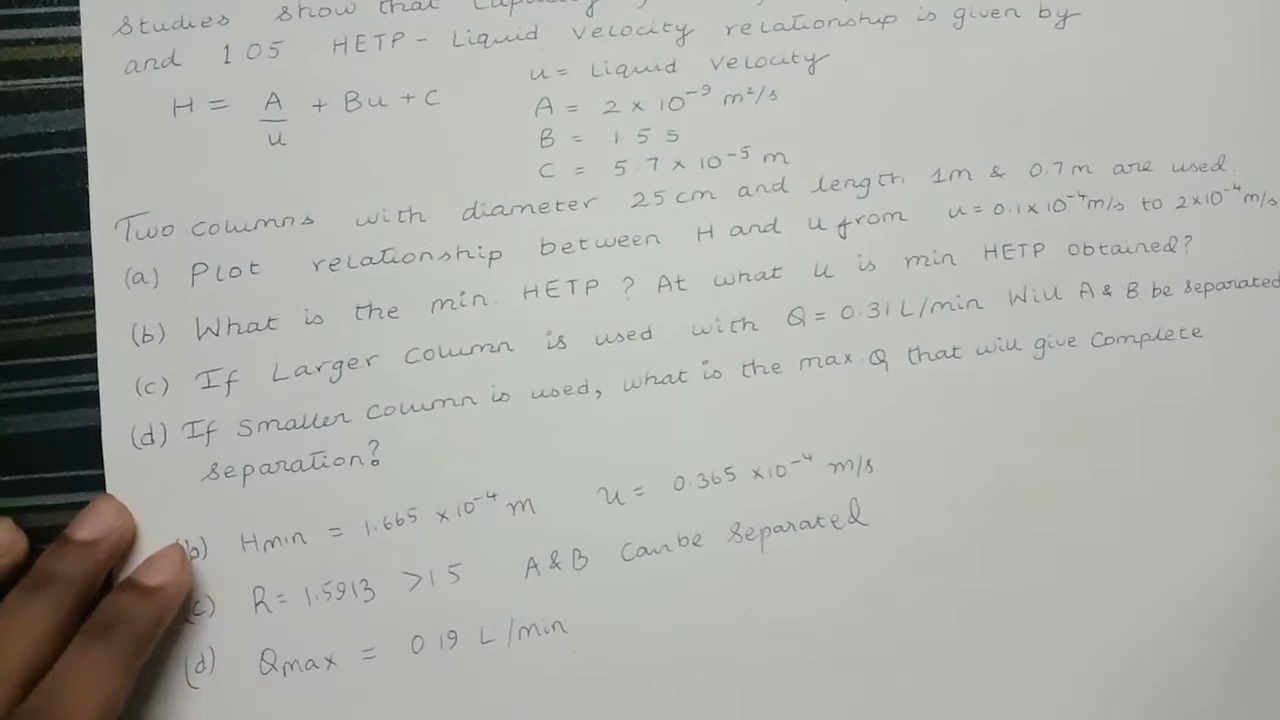 Studies show that
and 1 05 HETP - Liquid velocity relationship is given by
H = A/u + Bu + C
u = Liquid velocity
A = 2 x 10⁻⁹ m²/s
B = 1 5 s
C = 5.7 x 10⁻⁵ m
Two columns with diameter 25 cm and length 1m & 0.7m are used.
(a) Plot relationship between H and u from u = 0.1 x 10⁻⁴ m/s to 2x10⁻⁴ m/s
(b) What is the min. HETP ? At what u is min HETP obtained?
(c) If Larger column is used with Q = 0.31 L/min Will A & B be separated
(d) If smaller column is used, what is the max. Q that will give complete
separation?
(b) Hmin = 1.665 x 10⁻⁴ m u = 0.365 x 10⁻⁴ m/s
(c) R = 1.5913 > 1 5 A & B can be separated
(d) Qmax = 0 19 L/min